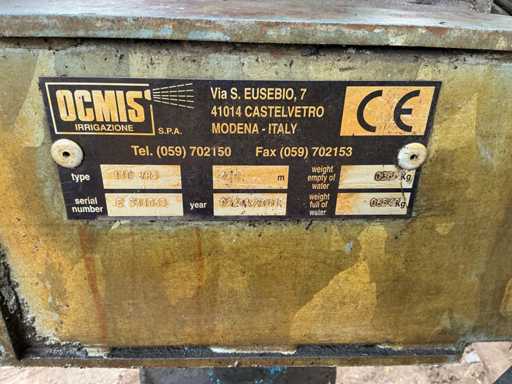 OCMIS
IRRIGAZIONE
S.P.A.
Via S. EUSEBIO, 7
41014 CASTELVETRO
MODENA - ITALY
CE
Tel. (059) 702150 Fax (059) 702153
type m weight empty of water Kg
serial number year weight full of water Kg